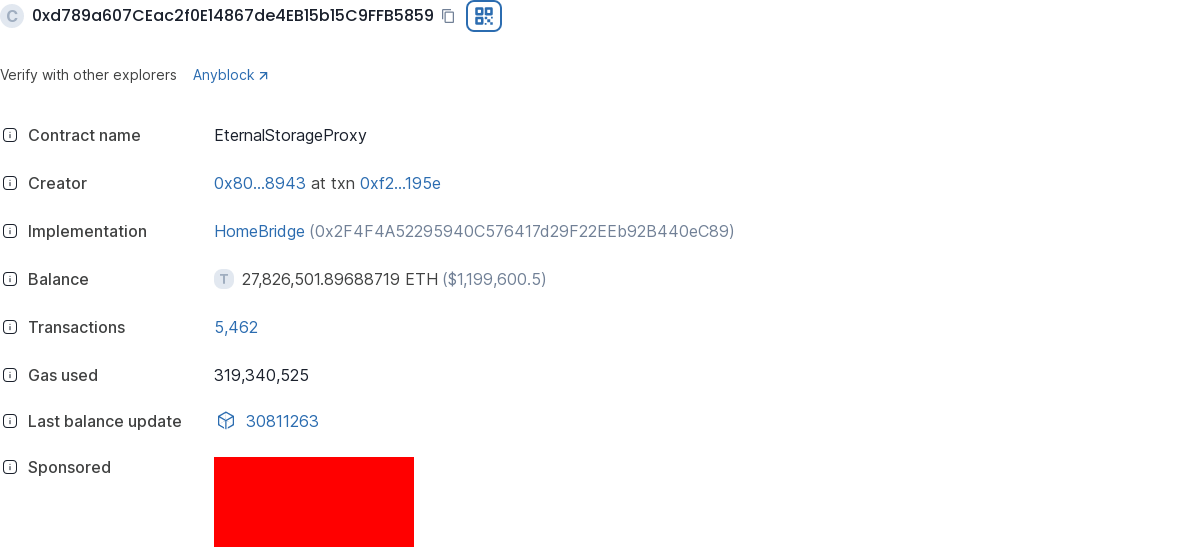 C 0xd789a607CEac2f0E14867de4EB15b15C9FFB5859
Verify with other explorers Anyblock
Contract name EternalStorageProxy
Creator 0x80...8943 at txn 0xf2...195e
Implementation HomeBridge (0x2F4F4A52295940C576417d29F22EEb92B440eC89)
Balance T 27,826,501.89688719 ETH ($1,199,600.5)
Transactions 5,462
Gas used 319,340,525
Last balance update 30811263
Sponsored